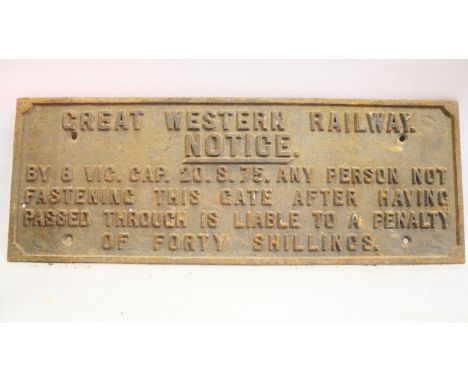 GREAT WESTERN RAILWAY.
NOTICE.
BY 8 VIC. CAP. 20. S. 75. ANY PERSON NOT
FASTENING THIS GATE AFTER HAVING
PASSED THROUGH IS LIABLE TO A PENALTY
OF FORTY SHILLINGS.